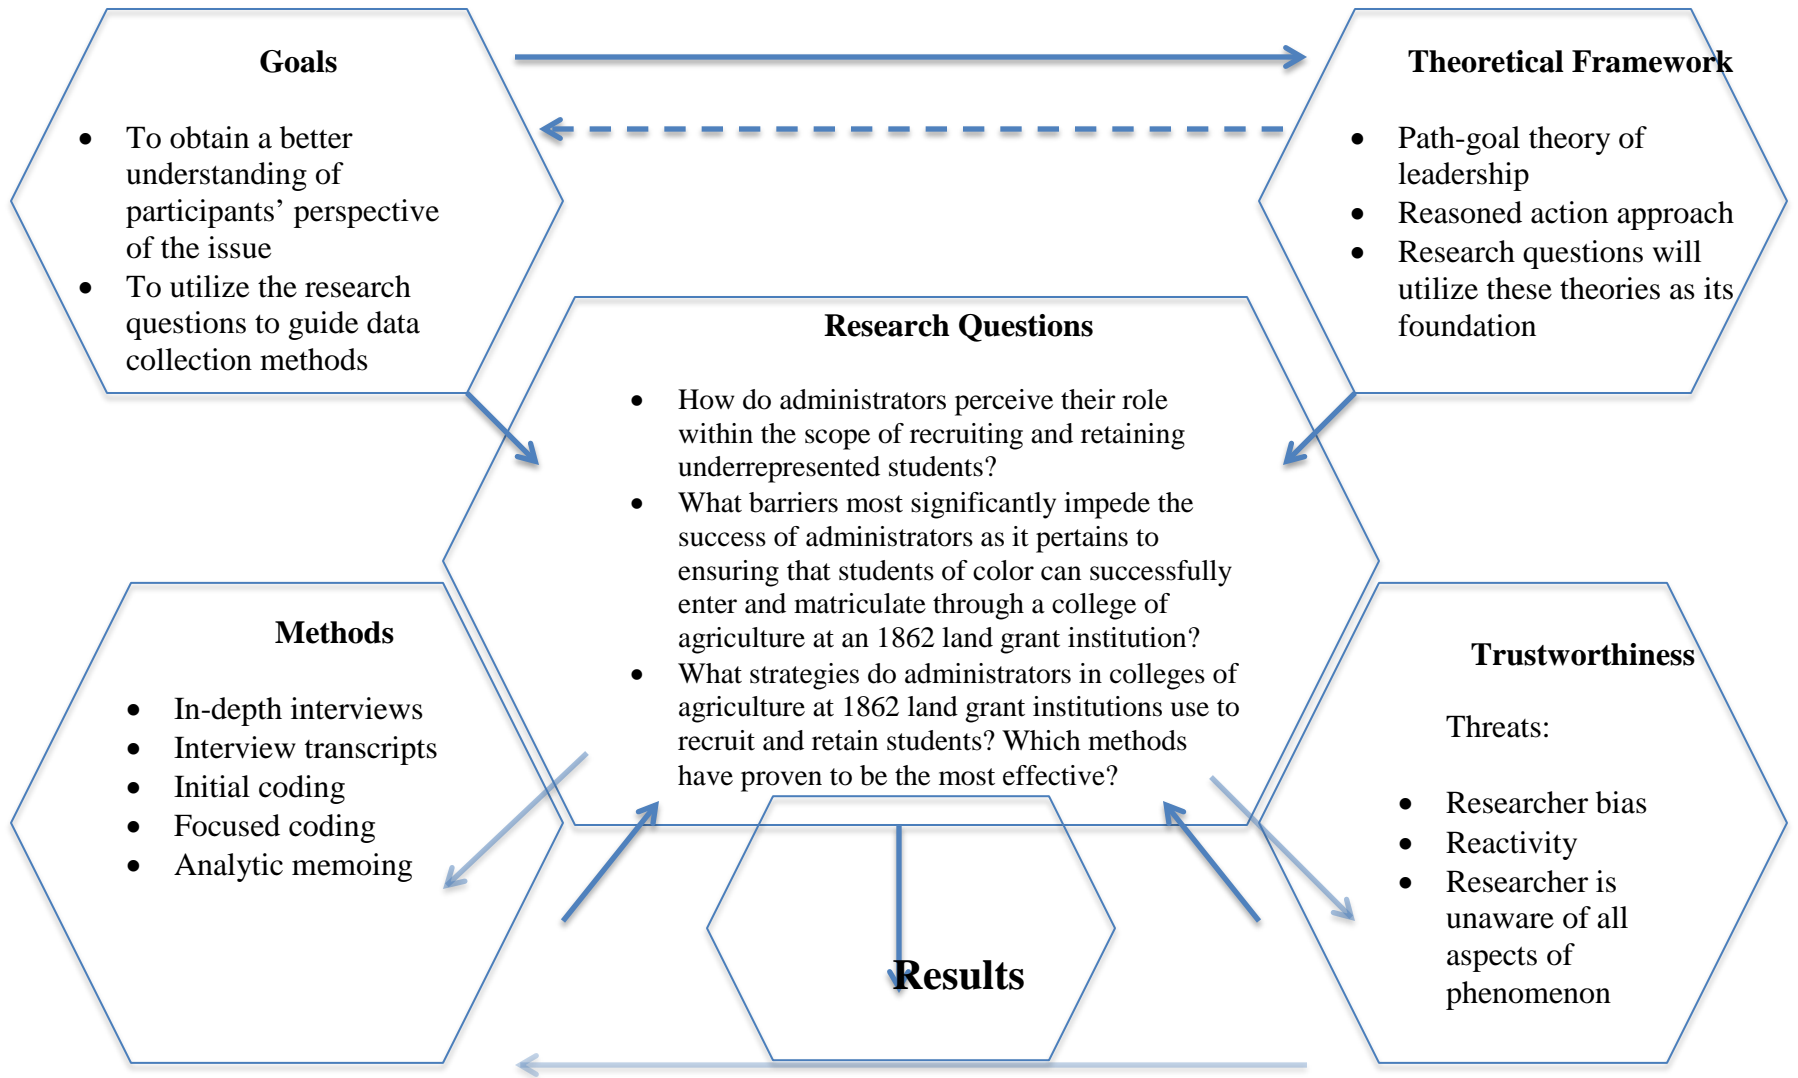 Goals
• To obtain a better
understanding of
participants’ perspective
of the issue
• To utilize the research
questions to guide data
collection methods
Theoretical Framework
• Path-goal theory of
leadership
• Reasoned action approach
• Research questions will
utilize these theories as its
foundation
Research Questions
• How do administrators perceive their role
within the scope of recruiting and retaining
underrepresented students?
• What barriers most significantly impede the
success of administrators as it pertains to
ensuring that students of color can successfully
enter and matriculate through a college of
agriculture at an 1862 land grant institution?
• What strategies do administrators in colleges of
agriculture at 1862 land grant institutions use to
recruit and retain students? Which methods
have proven to be the most effective?
Methods
• In-depth interviews
• Interview transcripts
• Initial coding
• Focused coding
• Analytic memoing
Trustworthiness
Threats:
• Researcher bias
• Reactivity
• Researcher is
unaware of all
aspects of
phenomenon
Results